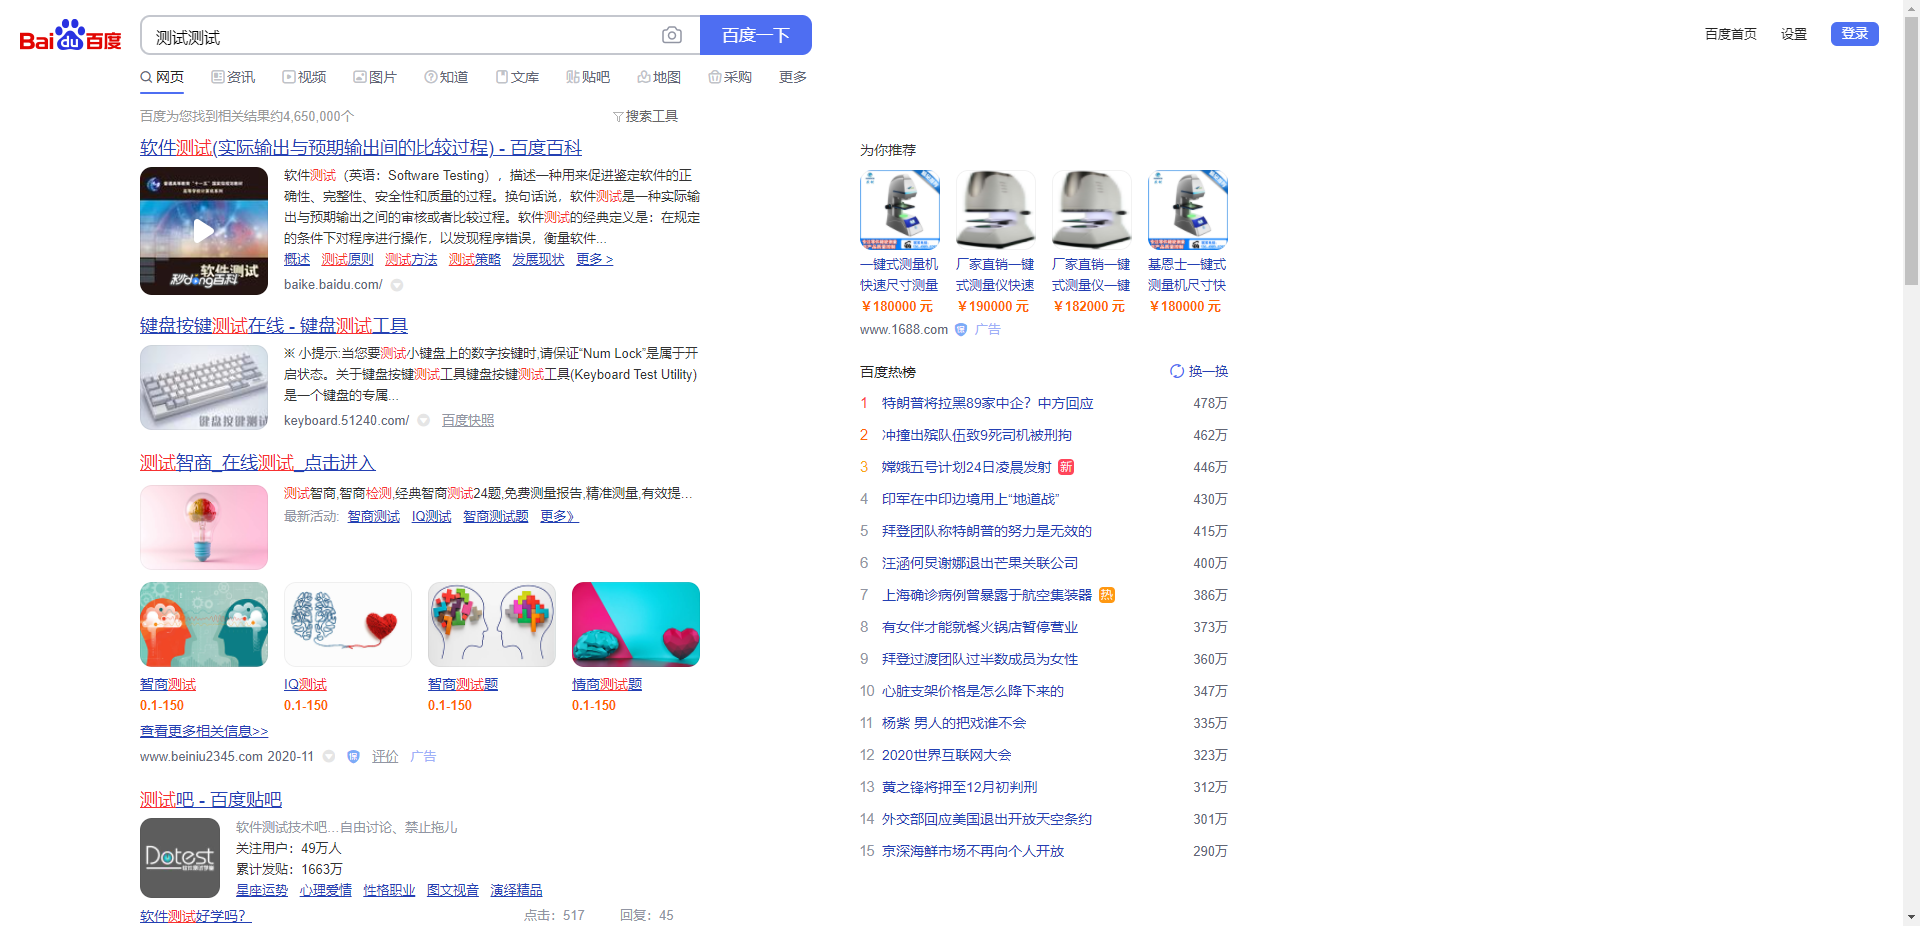 Bai du 百度
测试测试
百度一下
百度首页 设置 登录
网页 资讯 视频 图片 知道 文库 贴吧 地图 采购 更多
百度为您找到相关结果约4,650,000个
搜索工具
软件测试(实际输出与预期输出间的比较过程) - 百度百科
软件测试
秒dong百科
软件测试（英语：Software Testing），描述一种用来促进鉴定软件的正
确性、完整性、安全性和质量的过程。换句话说，软件测试是一种实际输
出与预期输出之间的审核或者比较过程。软件测试的经典定义是：在规定
的条件下对程序进行操作，以发现程序错误，衡量软件...
概述 测试原则 测试方法 测试策略 发展现状 更多 >
baike.baidu.com/
键盘按键测试在线 - 键盘测试工具
键盘按键测试
※ 小提示:当您要测试小键盘上的数字按键时,请保证“Num Lock”是属于开
启状态。关于键盘按键测试工具键盘按键测试工具(Keyboard Test Utility)
是一个键盘的专属...
keyboard.51240.com/ 百度快照
测试智商_在线测试_点击进入
测试智商,智商检测,经典智商测试24题,免费测量报告,精准测量,有效提...
最新活动: 智商测试 IQ测试 智商测试题 更多》
智商测试 IQ测试 智商测试题 情商测试题
0.1-150 0.1-150 0.1-150 0.1-150
查看更多相关信息>>
www.beiniu2345.com 2020-11 保 评价 广告
测试吧 - 百度贴吧
Dotest
软件测试技术吧...自由讨论、禁止拖儿
关注用户：49万人
累计发贴：1663万
星座运势 心理爱情 性格职业 图文视音 演绎精品
软件测试好学吗？ 点击：517 回复：45
为你推荐
一键式测量机 厂家直销一键 厂家直销一键 基恩士一键式
快速尺寸测量 式测量仪快速 式测量仪一键 测量机尺寸快
￥180000 元 ￥190000 元 ￥182000 元 ￥180000 元
www.1688.com 保 广告
百度热榜 换一换
1 特朗普将拉黑89家中企？中方回应 478万
2 冲撞出殡队伍致9死司机被刑拘 462万
3 嫦娥五号计划24日凌晨发射 新 446万
4 印军在中印边境用上“地道战” 430万
5 拜登团队称特朗普的努力是无效的 415万
6 汪涵何炅谢娜退出芒果关联公司 400万
7 上海确诊病例曾暴露于航空集装器 热 386万
8 有女伴才能就餐火锅店暂停营业 373万
9 拜登过渡团队过半数成员为女性 360万
10 心脏支架价格是怎么降下来的 347万
11 杨紫 男人的把戏谁不会 335万
12 2020世界互联网大会 323万
13 黄之锋将押至12月初判刑 312万
14 外交部回应美国退出开放天空条约 301万
15 京深海鲜市场不再向个人开放 290万